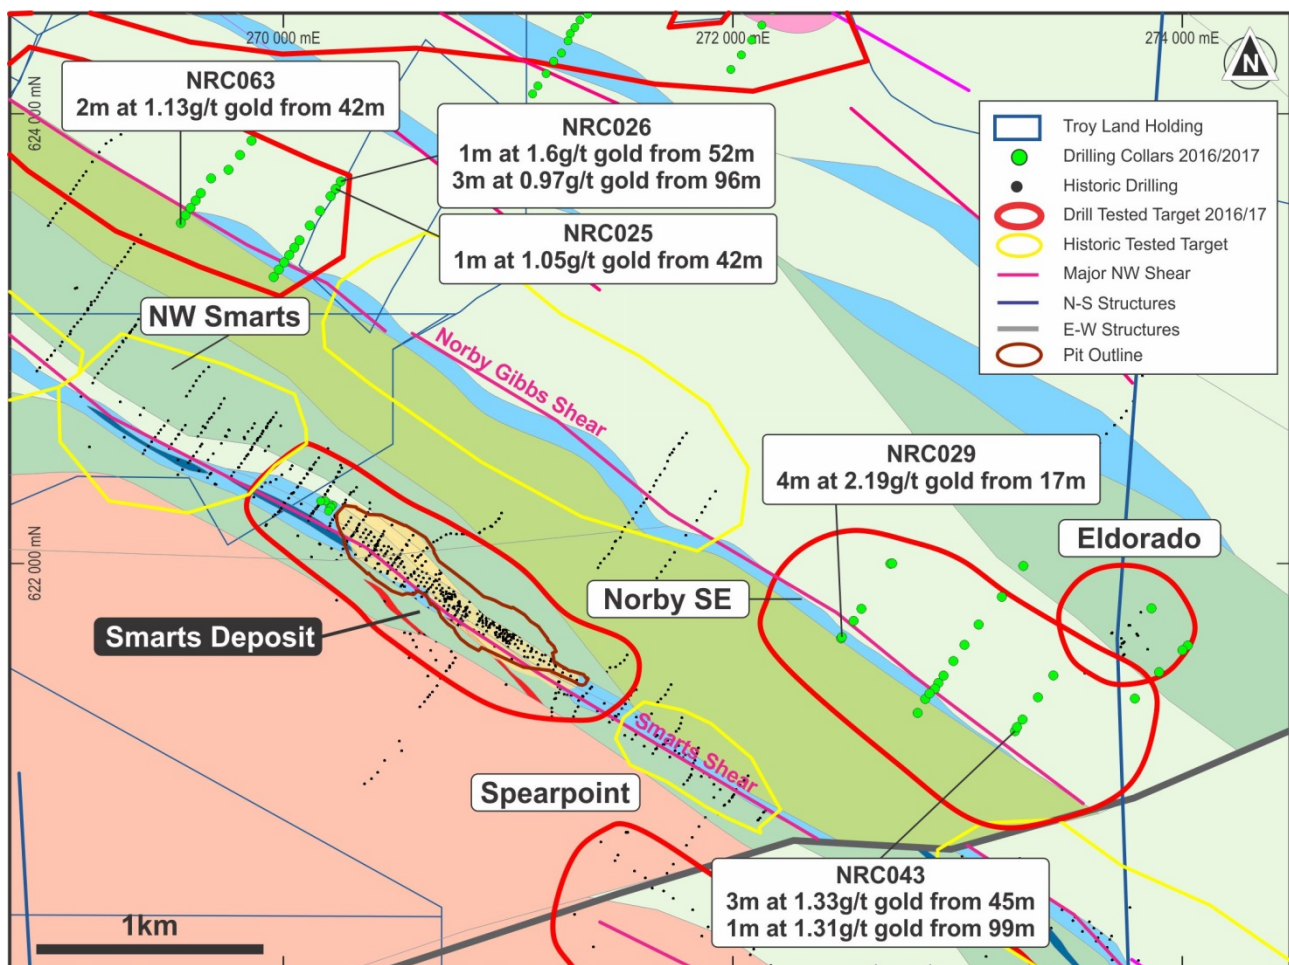 270 000 mE
272 000 mE
274 000 mE
N
624 000 mN
622 000 mN
NRC063
2m at 1.13g/t gold from 42m
NRC026
1m at 1.6g/t gold from 52m
3m at 0.97g/t gold from 96m
NRC025
1m at 1.05g/t gold from 42m
Troy Land Holding
Drilling Collars 2016/2017
Historic Drilling
Drill Tested Target 2016/17
Historic Tested Target
Major NW Shear
N-S Structures
E-W Structures
Pit Outline
NW Smarts
Norby Gibbs Shear
NRC029
4m at 2.19g/t gold from 17m
Eldorado
Norby SE
Smarts Deposit
Smarts Shear
Spearpoint
NRC043
3m at 1.33g/t gold from 45m
1m at 1.31g/t gold from 99m
1km